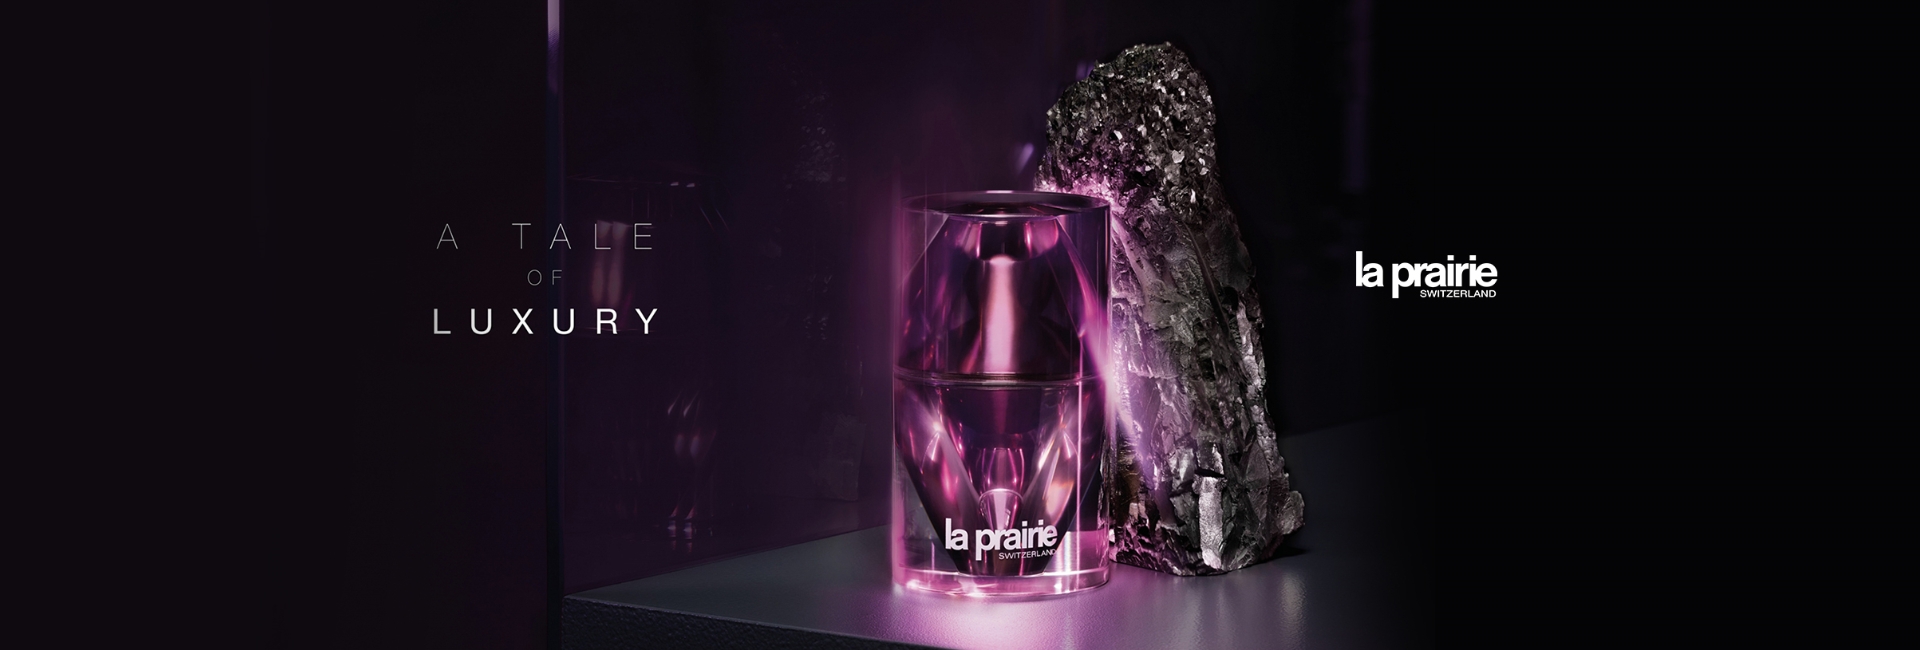 A TALE
OF
LUXURY
la prairie
SWITZERLAND
la prairie
SWITZERLAND